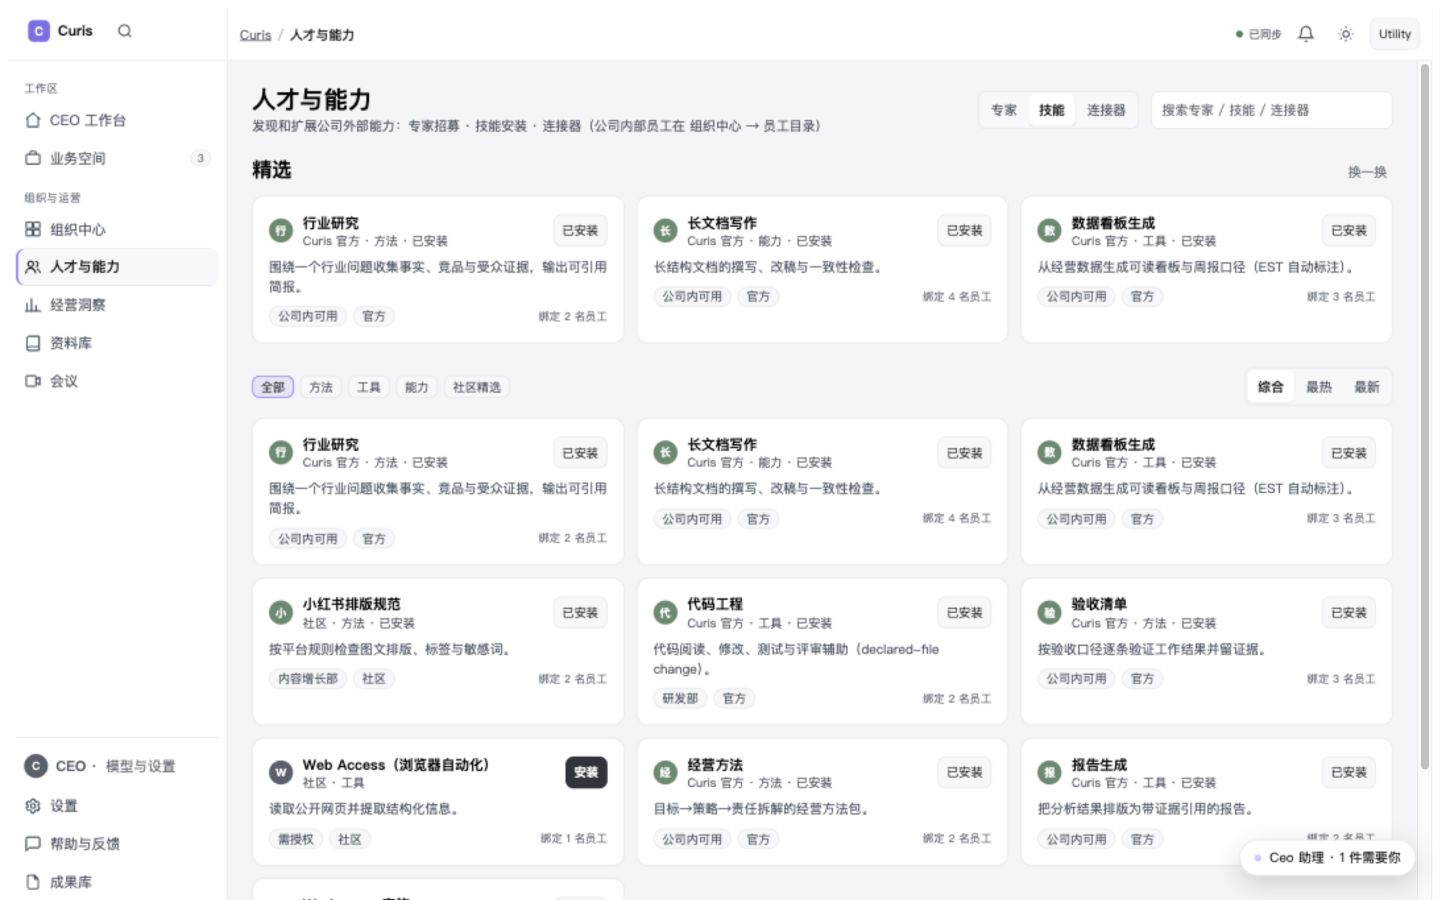 C Curis
Curis / 人才与能力
已同步
Utility
工作区
CEO 工作台
业务空间 3
组织与运营
组织中心
人才与能力
经营洞察
资料库
会议
C CEO · 模型与设置
设置
帮助与反馈
成果库
人才与能力
发现和扩展公司外部能力：专家招募 · 技能安装 · 连接器（公司内部员工在 组织中心 → 员工目录）
专家 技能 连接器
搜索专家 / 技能 / 连接器
精选
换一换
行 行业研究
Curis 官方 · 方法 · 已安装
已安装
围绕一个行业问题收集事实、竞品与受众证据，输出可引用
简报。
公司内可用 官方
绑定 2 名员工
长 长文档写作
Curis 官方 · 能力 · 已安装
已安装
长结构文档的撰写、改稿与一致性检查。
公司内可用 官方
绑定 4 名员工
数 数据看板生成
Curis 官方 · 工具 · 已安装
已安装
从经营数据生成可读看板与周报口径（EST 自动标注）。
公司内可用 官方
绑定 3 名员工
全部 方法 工具 能力 社区精选
综合 最热 最新
行 行业研究
Curis 官方 · 方法 · 已安装
已安装
围绕一个行业问题收集事实、竞品与受众证据，输出可引用
简报。
公司内可用 官方
绑定 2 名员工
长 长文档写作
Curis 官方 · 能力 · 已安装
已安装
长结构文档的撰写、改稿与一致性检查。
公司内可用 官方
绑定 4 名员工
数 数据看板生成
Curis 官方 · 工具 · 已安装
已安装
从经营数据生成可读看板与周报口径（EST 自动标注）。
公司内可用 官方
绑定 3 名员工
小 小红书排版规范
社区 · 方法 · 已安装
已安装
按平台规则检查图文排版、标签与敏感词。
内容增长部 社区
绑定 2 名员工
代 代码工程
Curis 官方 · 工具 · 已安装
已安装
代码阅读、修改、测试与评审辅助（declared-file
change）。
研发部 官方
绑定 2 名员工
验 验收清单
Curis 官方 · 方法 · 已安装
已安装
按验收口径逐条验证工作结果并留证据。
公司内可用 官方
绑定 3 名员工
W Web Access（浏览器自动化）
社区 · 工具
安装
读取公开网页并提取结构化信息。
需授权 社区
绑定 1 名员工
经 经营方法
Curis 官方 · 方法 · 已安装
已安装
目标→策略→责任拆解的经营方法包。
公司内可用 官方
绑定 2 名员工
报 报告生成
Curis 官方 · 工具 · 已安装
已安装
把分析结果排版为带证据引用的报告。
公司内可用 官方
绑定 2 名员工
Ceo 助理 · 1 件需要你